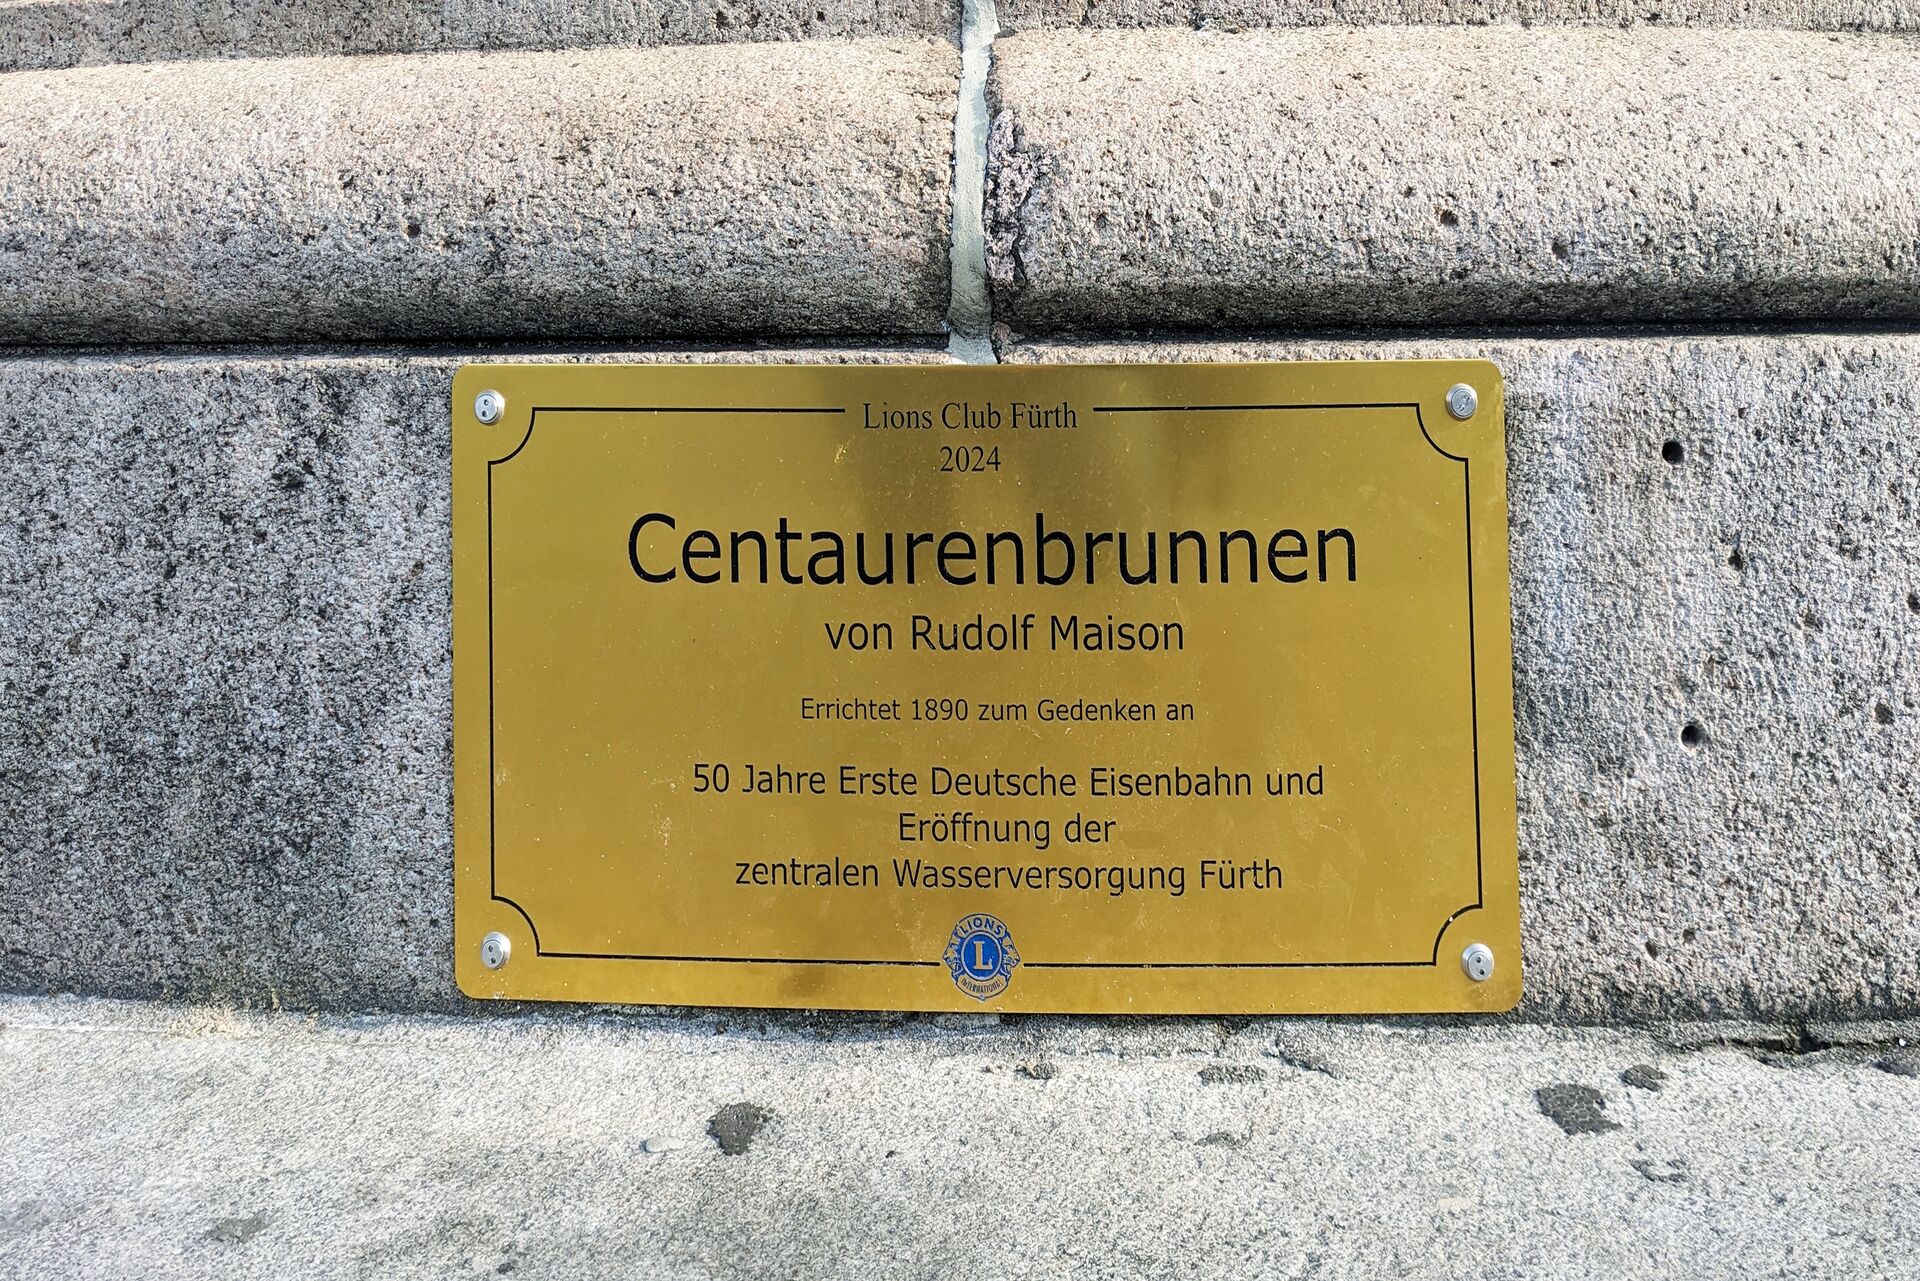 Lions Club Fürth
2024
Centaurenbrunnen
von Rudolf Maison
Errichtet 1890 zum Gedenken an
50 Jahre Erste Deutsche Eisenbahn und
Eröffnung der
zentralen Wasserversorgung Fürth
LIONS
L
INTERNATIONAL